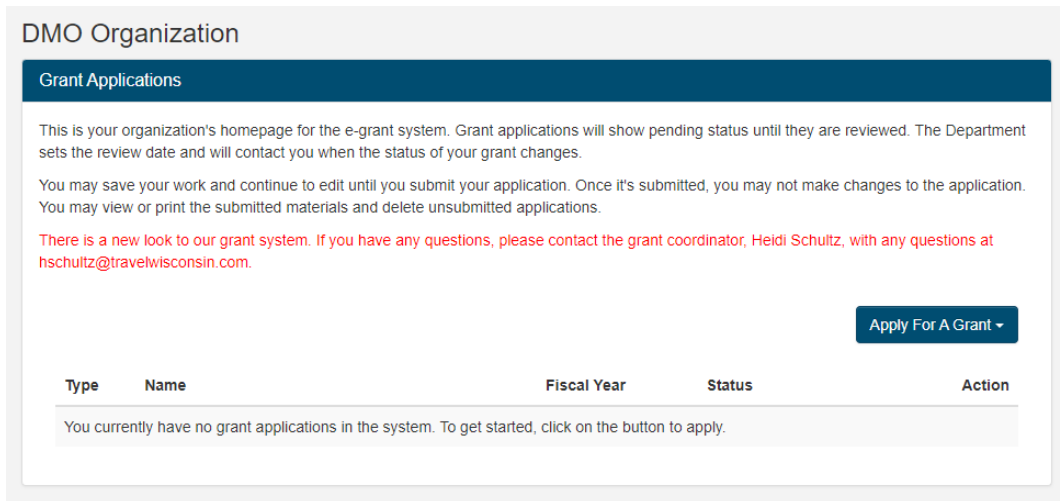 DMO Organization
Grant Applications
This is your organization's homepage for the e-grant system. Grant applications will show pending status until they are reviewed. The Department
sets the review date and will contact you when the status of your grant changes.
You may save your work and continue to edit until you submit your application. Once it's submitted, you may not make changes to the application.
You may view or print the submitted materials and delete unsubmitted applications.
There is a new look to our grant system. If you have any questions, please contact the grant coordinator, Heidi Schultz, with any questions at
hschultz@travelwisconsin.com.
Apply For A Grant
Type Name Fiscal Year Status Action
You currently have no grant applications in the system. To get started, click on the button to apply.